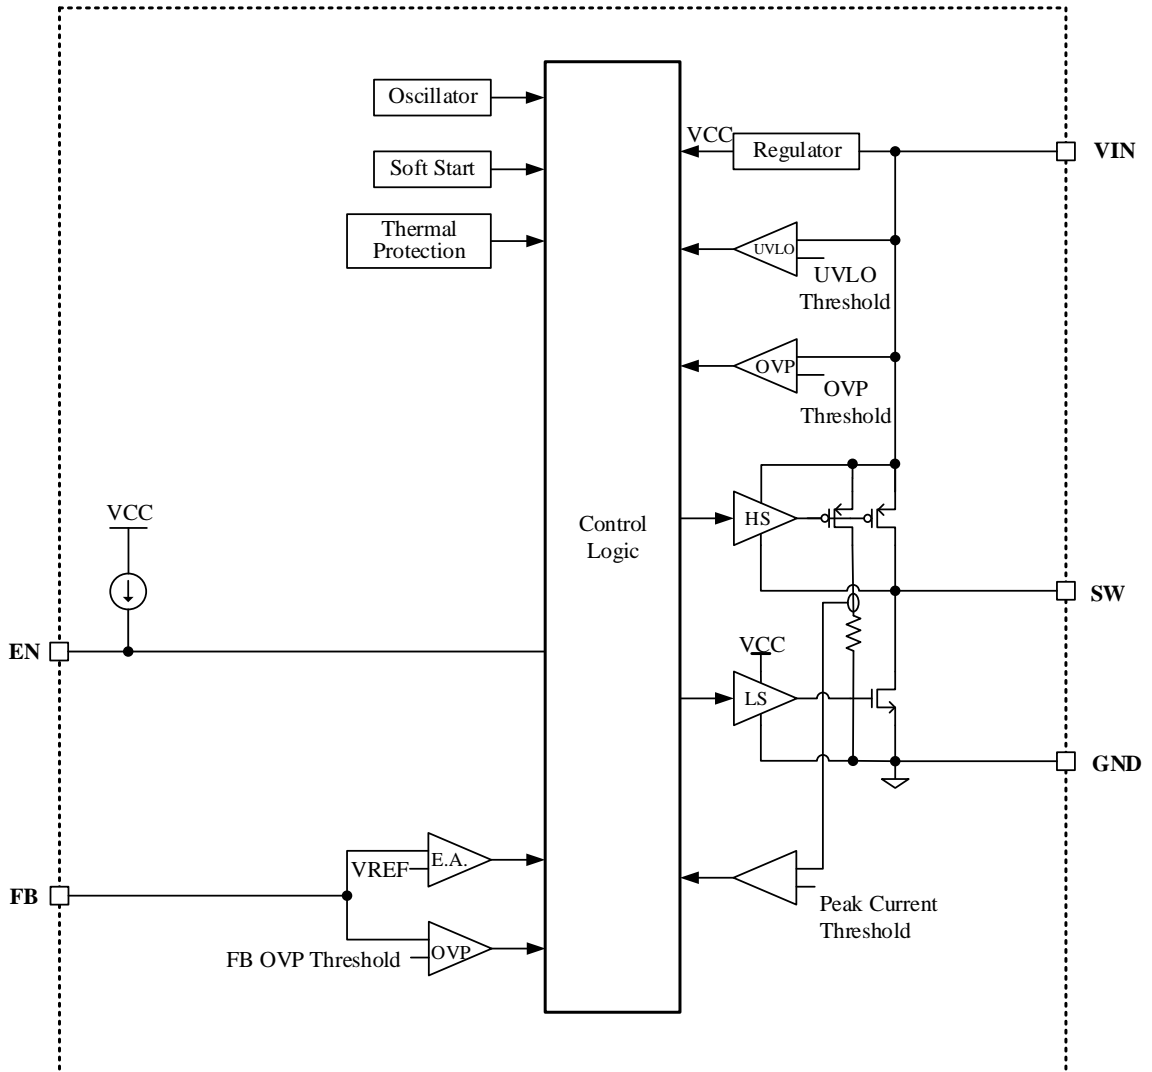 Oscillator
VCC
Regulator
VIN
Soft Start
Thermal
Protection
UVLO
UVLO
Threshold
OVP
OVP
Threshold
VCC
HS
Control
Logic
SW
EN
VCC
LS
GND
E.A.
VREF
FB
Peak Current
Threshold
OVP
FB OVP Threshold